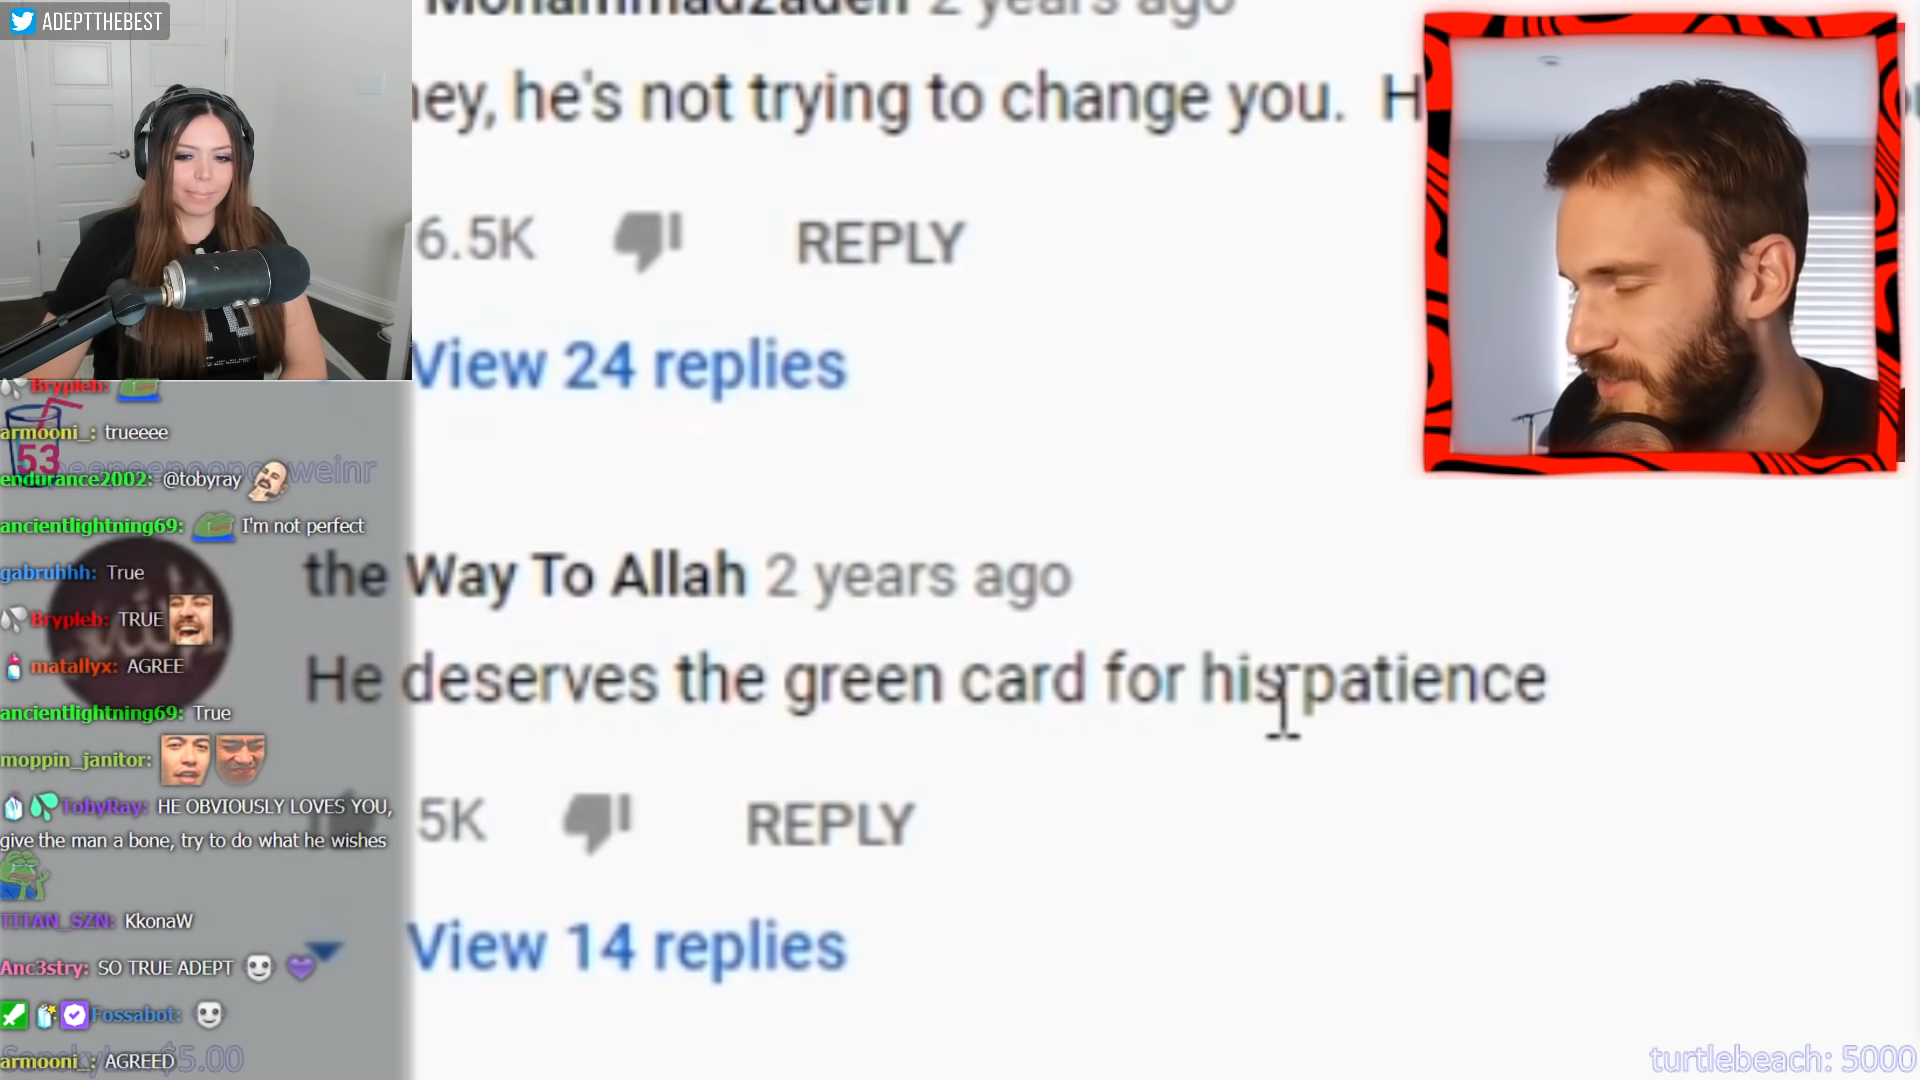 ADEPTTHEBEST
Mohammadzadeh 2 years ago
hey, he's not trying to change you. H
6.5K REPLY
View 24 replies
the Way To Allah 2 years ago
He deserves the green card for his patience
5K REPLY
View 14 replies
Brypleb:
armooni_: trueeee
53
endurance2002: @tobyray
ancientlightning69: I'm not perfect
gabruhhh: True
Brypleb: TRUE
matallyx: AGREE
ancientlightning69: True
moppin_janitor:
TobyRay: HE OBVIOUSLY LOVES YOU,
give the man a bone, try to do what he wishes
TITAN_SZN: KkonaW
Anc3stry: SO TRUE ADEPT
Fossabot:
armooni_: AGREED
$5.00
turtlebeach: 5000